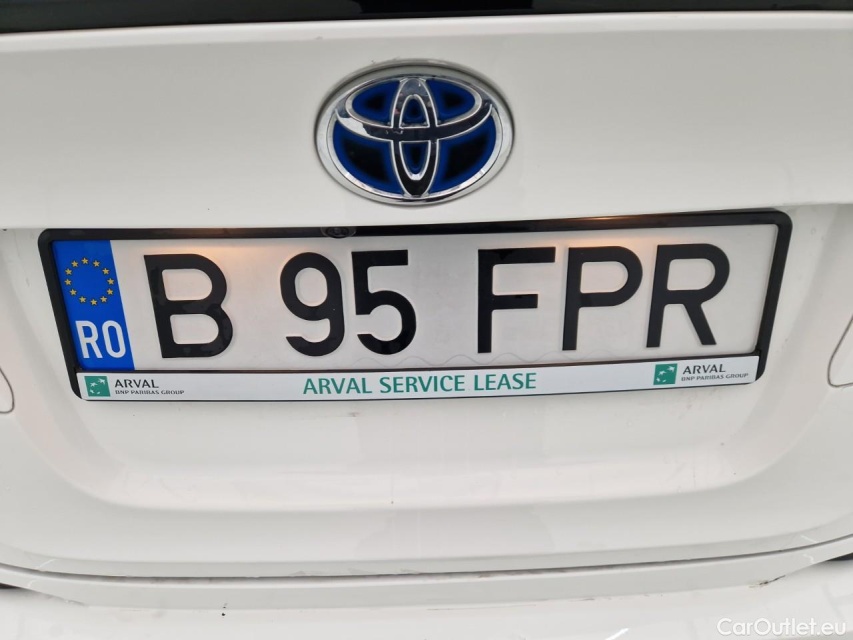 B 95 FPR
RO
ARVAL
BNP PARIBAS GROUP
ARVAL SERVICE LEASE
ARVAL
BNP PARIBAS GROUP
CarOutlet.eu